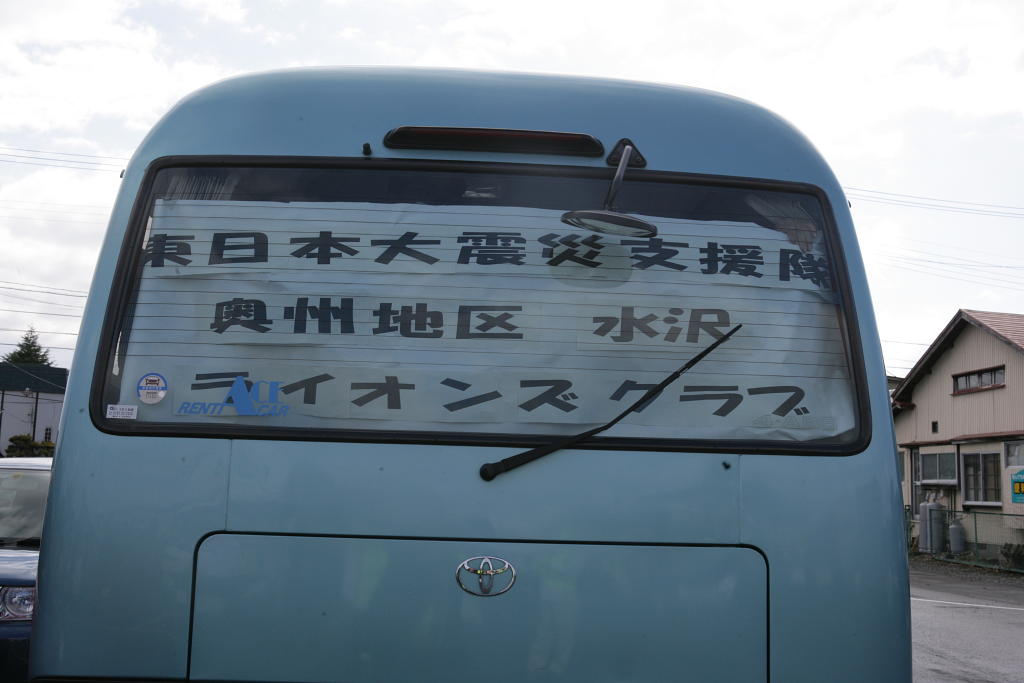 東日本大震災支援隊
奥州地区 水沢
ライオンズクラブ
ACE
RENT A CAR